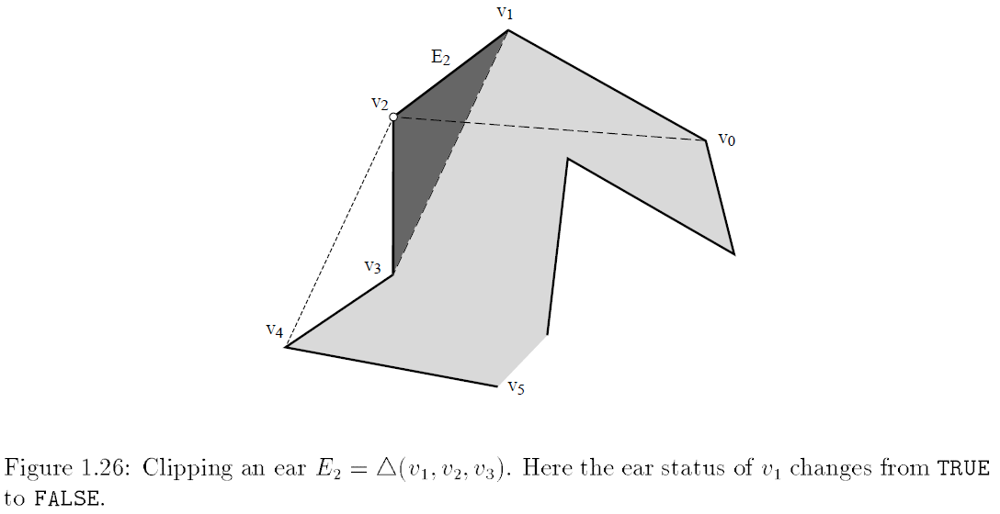 v1
E2
v2
v0
v3
v4
v5
Figure 1.26: Clipping an ear E₂ = △(v₁, v₂, v₃). Here the ear status of v₁ changes from TRUE
to FALSE.